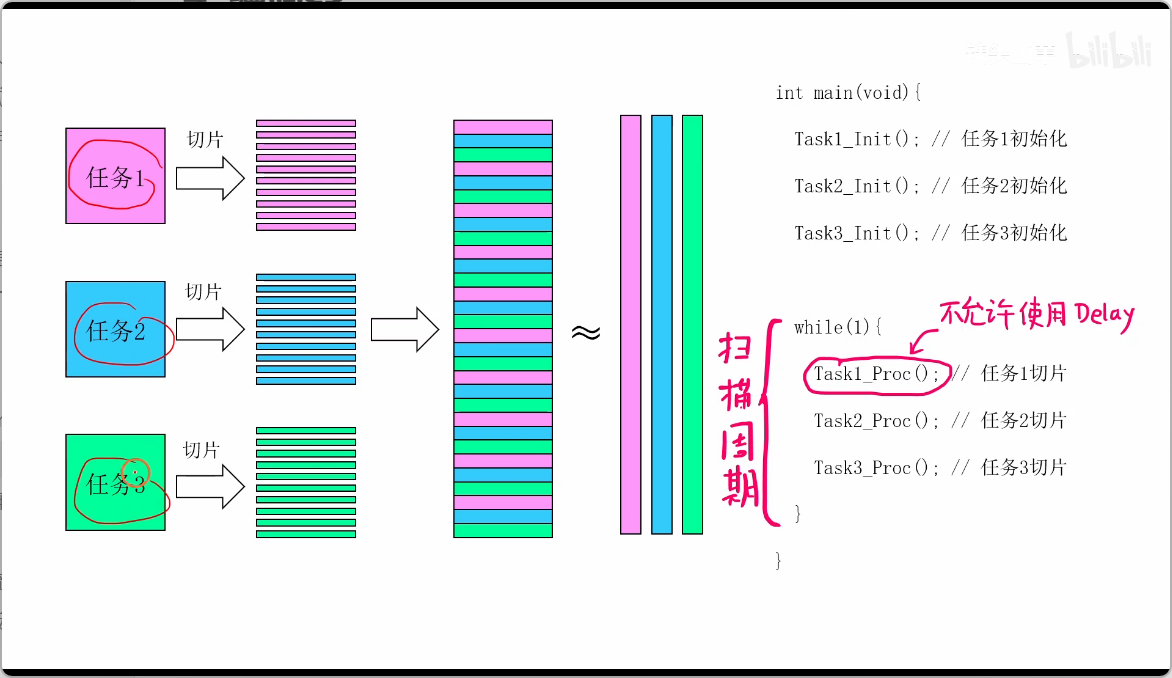 bilibili
int main(void){
Task1_Init(); // 任务1初始化
Task2_Init(); // 任务2初始化
Task3_Init(); // 任务3初始化
while(1){
不允许使用Delay
Task1_Proc(); // 任务1切片
Task2_Proc(); // 任务2切片
Task3_Proc(); // 任务3切片
}
}
扫描周期
任务1
切片
任务2
切片
任务3
切片
≈